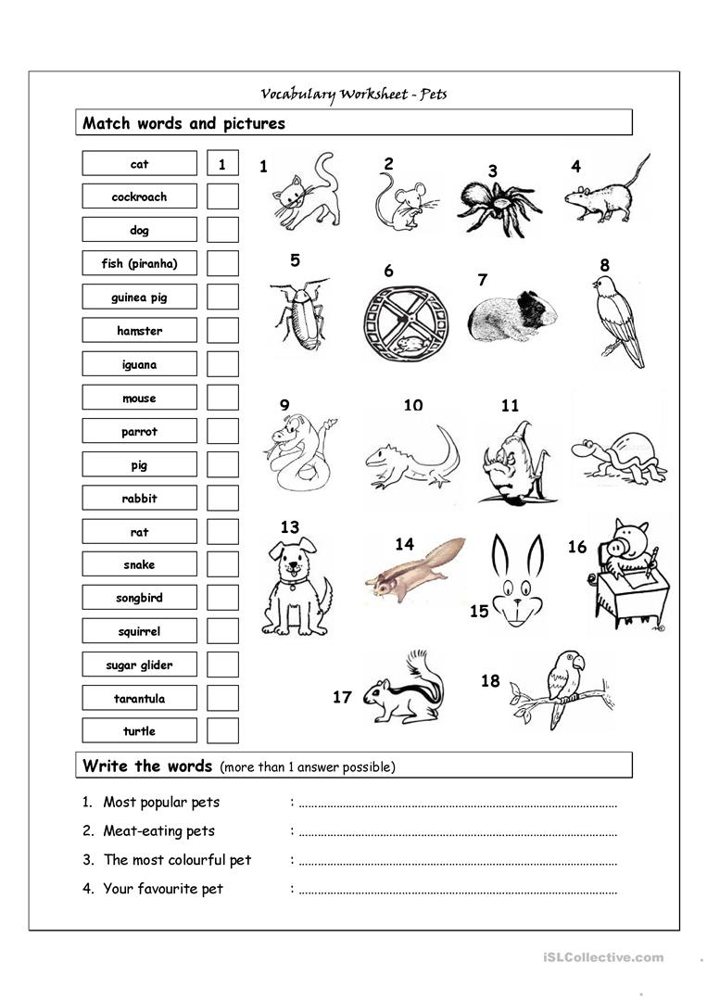 Vocabulary Worksheet - Pets
Match words and pictures
cat 1
cockroach
dog
fish (piranha)
guinea pig
hamster
iguana
mouse
parrot
pig
rabbit
rat
snake
songbird
squirrel
sugar glider
tarantula
turtle
1 2 3 4
5 6 7 8
9 10 11
13 14 15 16
17 18
Write the words (more than 1 answer possible)
1. Most popular pets : ....................................................................................
2. Meat-eating pets : ....................................................................................
3. The most colourful pet : ....................................................................................
4. Your favourite pet : ....................................................................................
iSLCollective.com